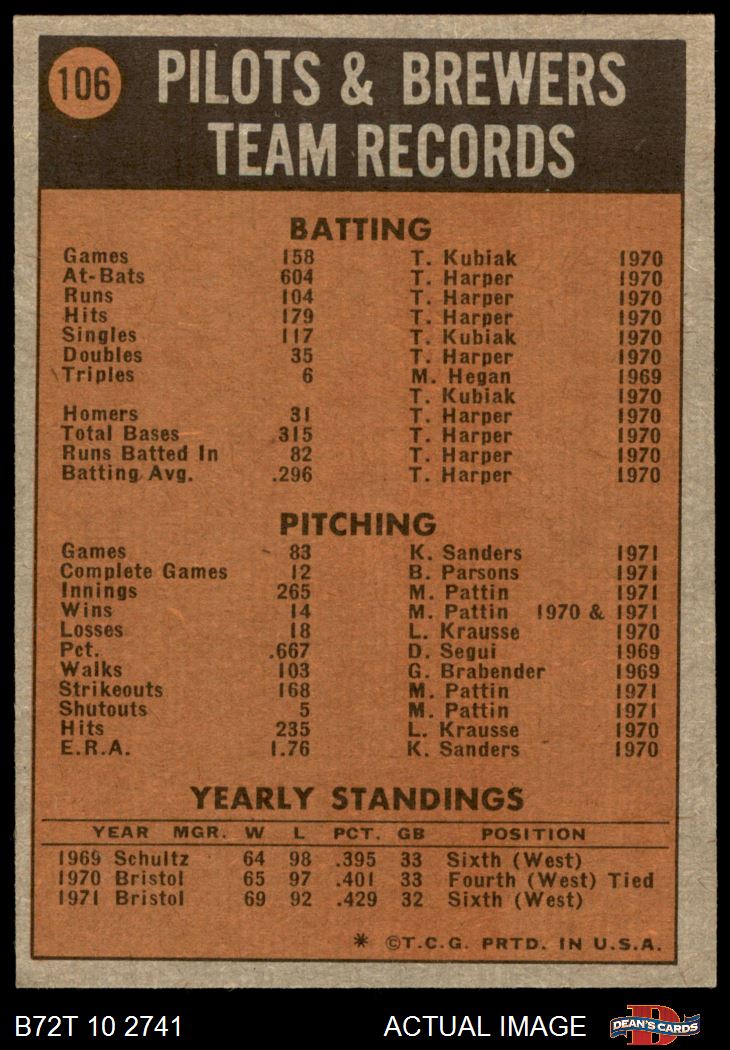 106
PILOTS & BREWERS
TEAM RECORDS
BATTING
Games 158 T. Kubiak 1970
At-Bats 604 T. Harper 1970
Runs 104 T. Harper 1970
Hits 179 T. Harper 1970
Singles 117 T. Kubiak 1970
Doubles 35 T. Harper 1970
Triples 6 M. Hegan 1969
T. Kubiak 1970
Homers 31 T. Harper 1970
Total Bases 315 T. Harper 1970
Runs Batted In 82 T. Harper 1970
Batting Avg. .296 T. Harper 1970
PITCHING
Games 83 K. Sanders 1971
Complete Games 12 B. Parsons 1971
Innings 265 M. Pattin 1971
Wins 14 M. Pattin 1970 & 1971
Losses 18 L. Krausse 1970
Pct. .667 D. Segui 1969
Walks 103 G. Brabender 1969
Strikeouts 168 M. Pattin 1971
Shutouts 5 M. Pattin 1971
Hits 235 L. Krausse 1970
E.R.A. 1.76 K. Sanders 1970
YEARLY STANDINGS
YEAR MGR. W L PCT. GB POSITION
1969 Schultz 64 98 .395 33 Sixth (West)
1970 Bristol 65 97 .401 33 Fourth (West) Tied
1971 Bristol 69 92 .429 32 Sixth (West)
* ©T.C.G. PRTD. IN U.S.A.
B72T 10 2741 ACTUAL IMAGE D DEAN'S CARDS